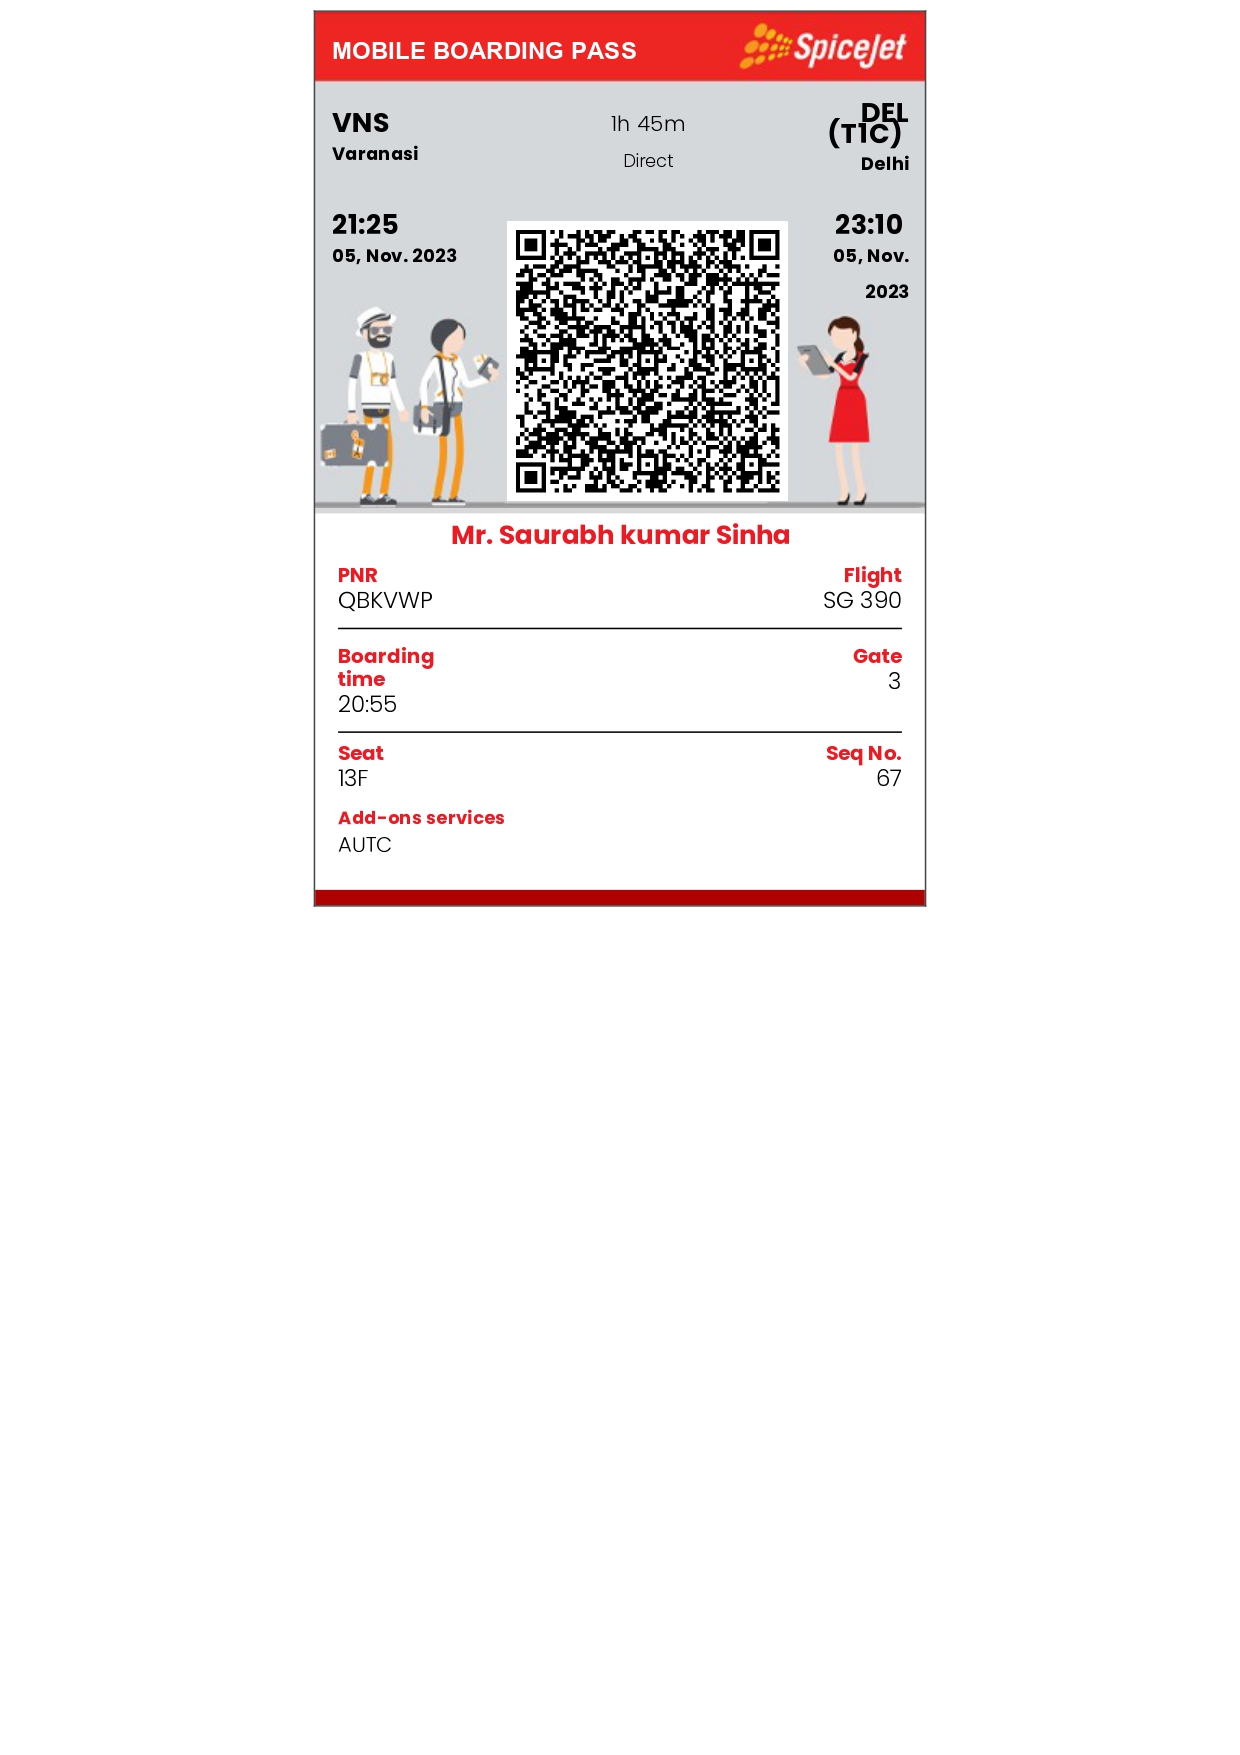 MOBILE BOARDING PASS
SpiceJet
VNS
Varanasi
1h 45m
Direct
DEL
(T1C)
Delhi
21:25
05, Nov. 2023
23:10
05, Nov.
2023
Mr. Saurabh kumar Sinha
PNR
QBKVWP
Flight
SG 390
Boarding
time
20:55
Gate
3
Seat
13F
Seq No.
67
Add-ons services
AUTC